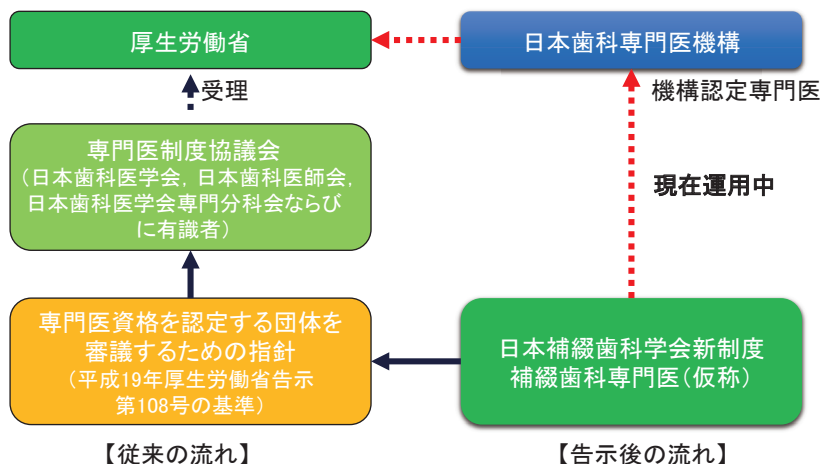 厚生労働省
日本歯科専門医機構
受理
機構認定専門医
専門医制度協議会
（日本歯科医学会，日本歯科医師会，
日本歯科医学会専門分科会ならび
に有識者）
現在運用中
専門医資格を認定する団体を
審議するための指針
（平成19年厚生労働省告示
第108号の基準）
日本補綴歯科学会新制度
補綴歯科専門医（仮称）
【従来の流れ】
【告示後の流れ】